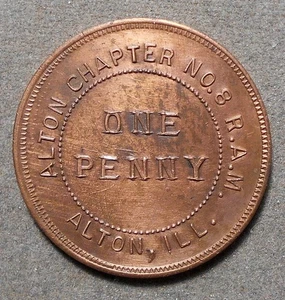 ALTON CHAPTER NO. 8 R.A.M.
ONE
PENNY
ALTON, ILL.